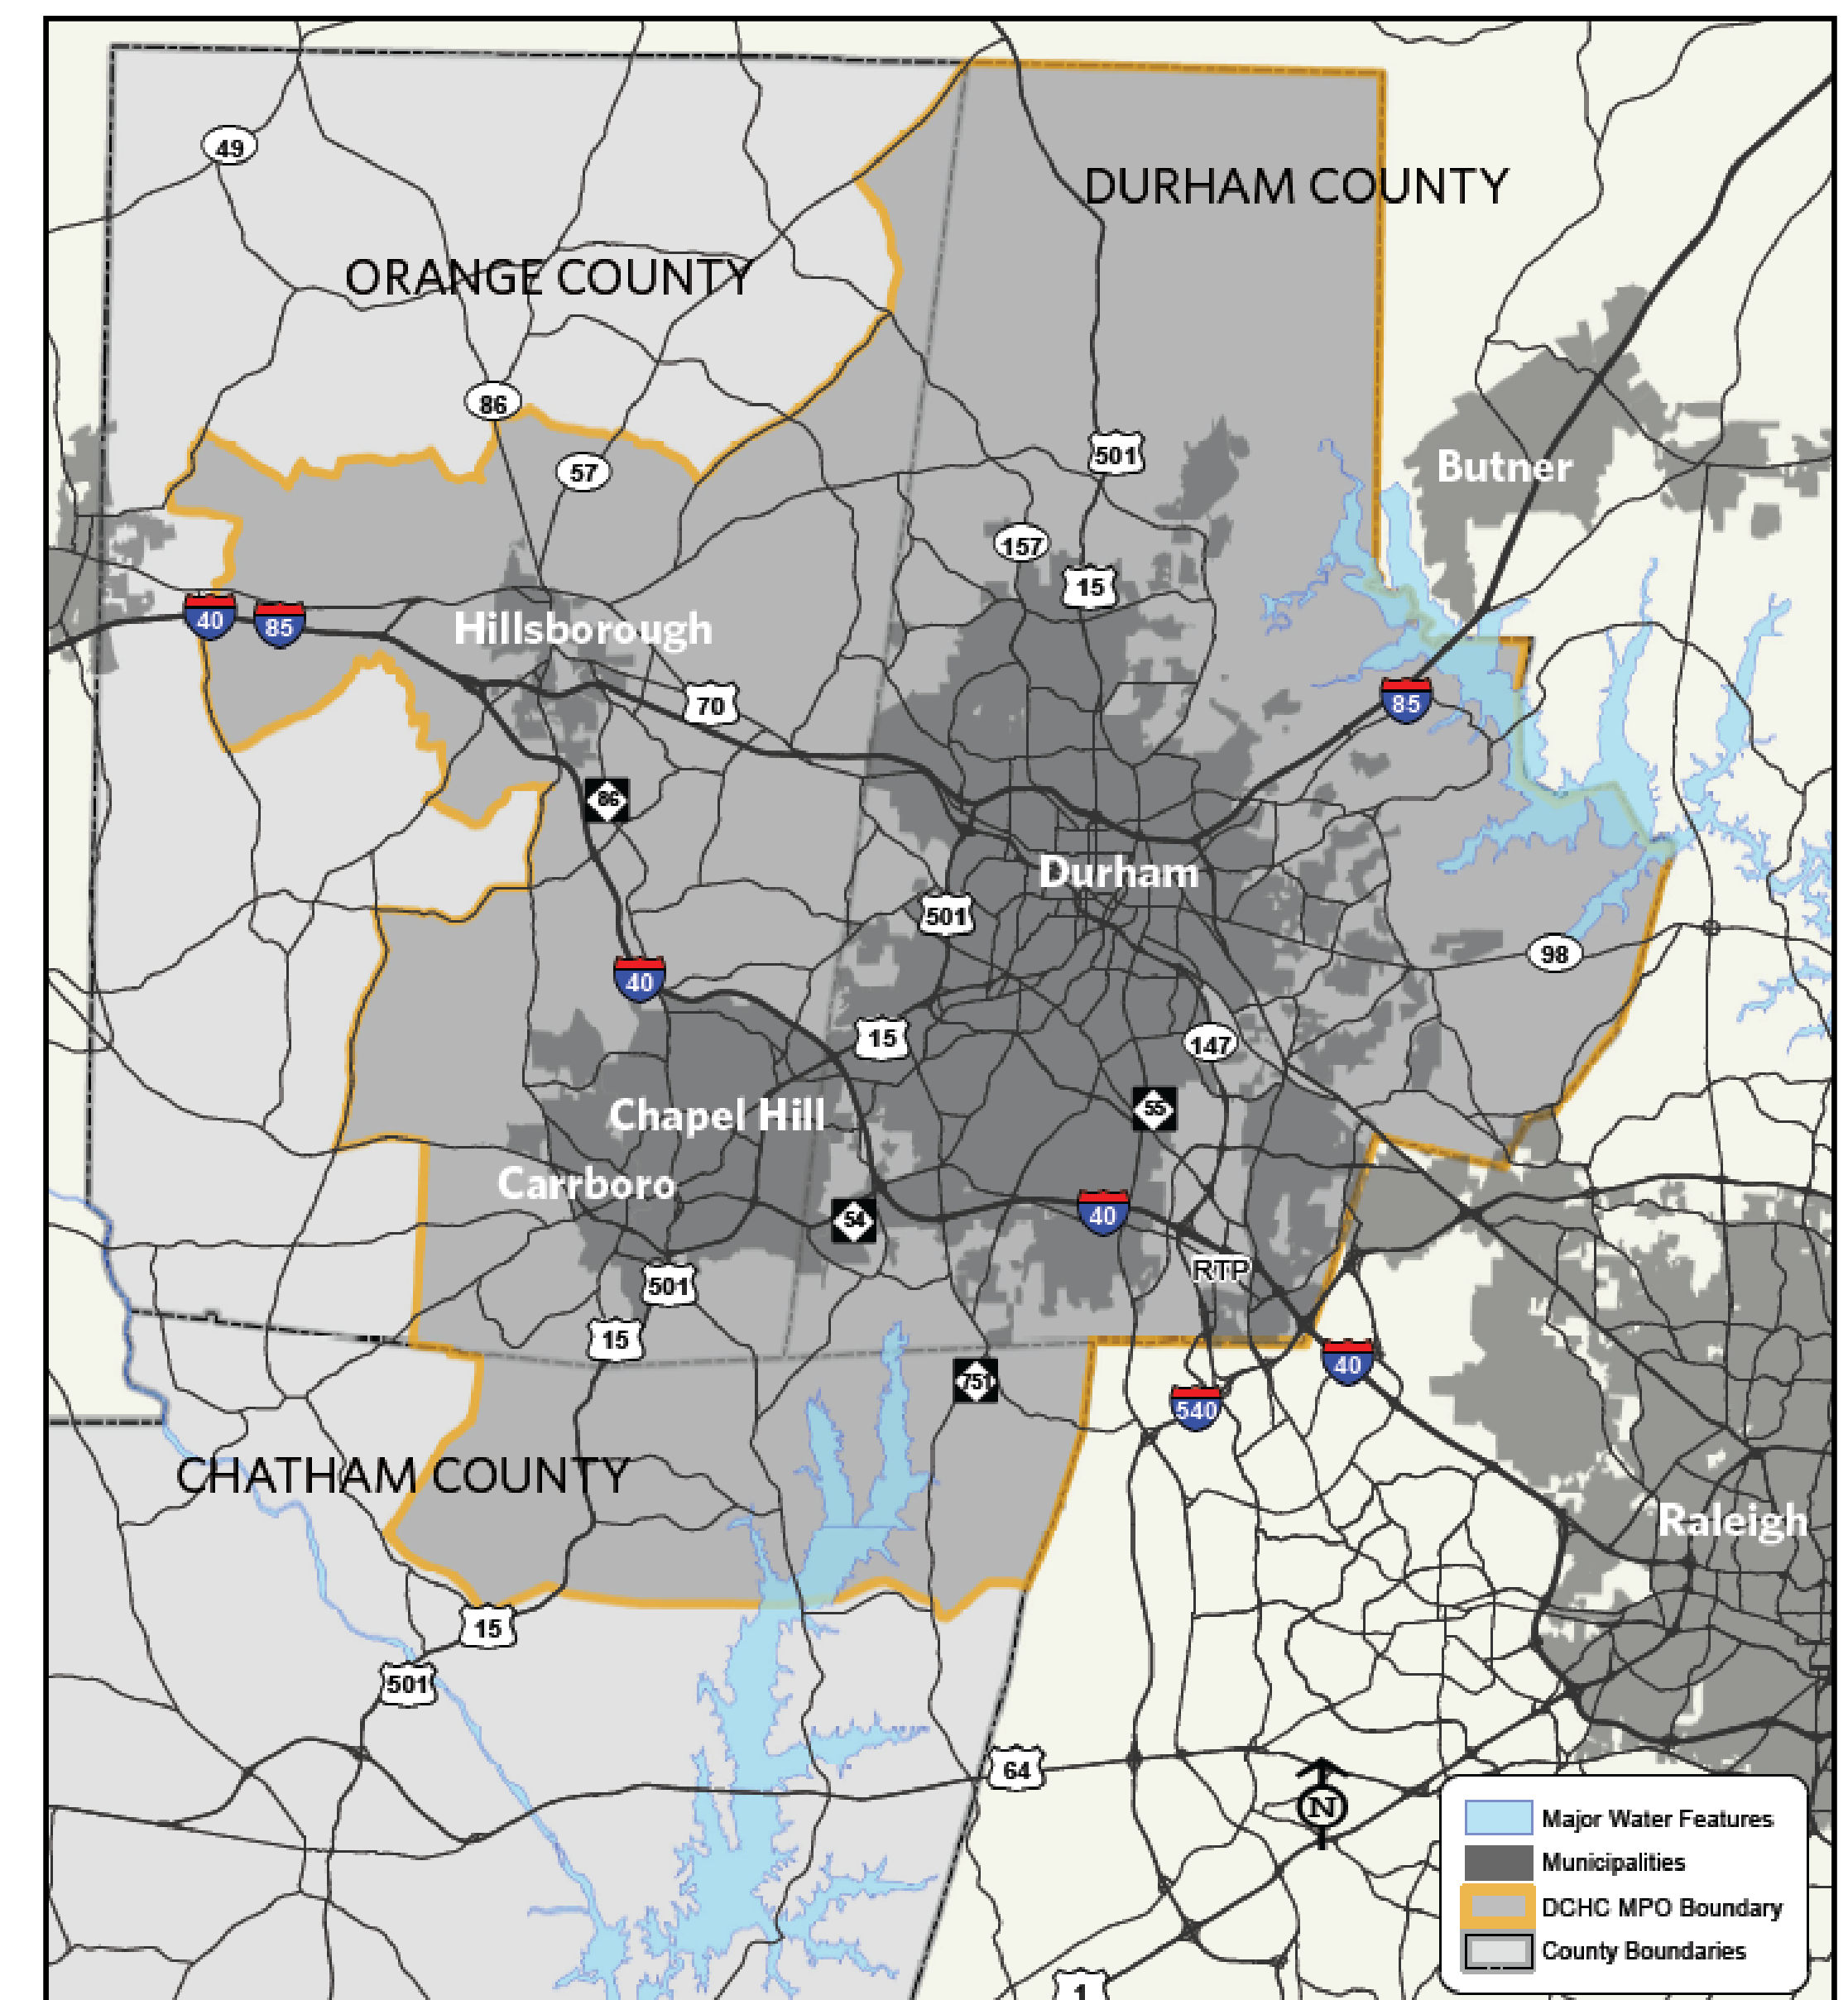 49
DURHAM COUNTY
ORANGE COUNTY
86
501
Butner
57
157
15
40
85
Hillsborough
85
70
86
Durham
501
98
40
15
147
55
Chapel Hill
Carrboro
54
40
RTP
501
15
40
751
540
CHATHAM COUNTY
Raleigh
15
501
64
N
Major Water Features
Municipalities
DCHC MPO Boundary
County Boundaries
1